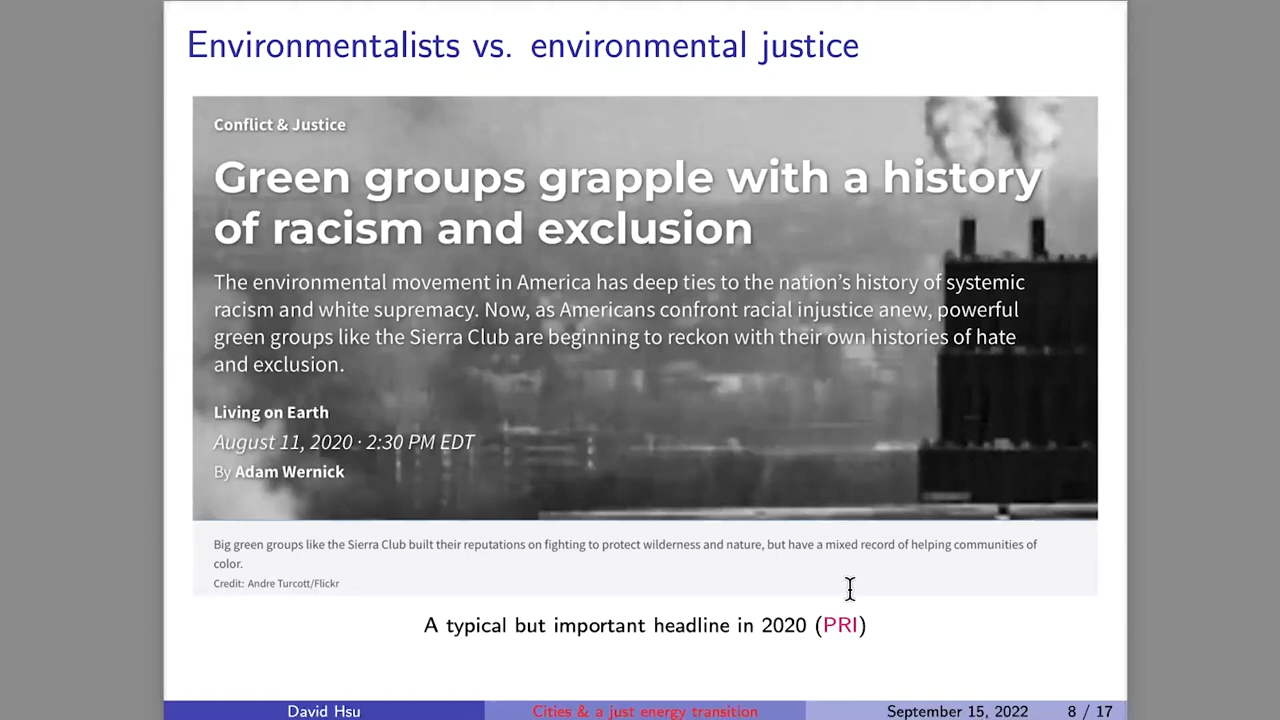 Environmentalists vs. environmental justice
Conflict & Justice
Green groups grapple with a history
of racism and exclusion
The environmental movement in America has deep ties to the nation’s history of systemic
racism and white supremacy. Now, as Americans confront racial injustice anew, powerful
green groups like the Sierra Club are beginning to reckon with their own histories of hate
and exclusion.
Living on Earth
August 11, 2020 · 2:30 PM EDT
By Adam Wernick
Big green groups like the Sierra Club built their reputations on fighting to protect wilderness and nature, but have a mixed record of helping communities of
color.
Credit: Andre Turcott/Flickr
A typical but important headline in 2020 (PRI)
David Hsu Cities & a just energy transition September 15, 2022 8 / 17